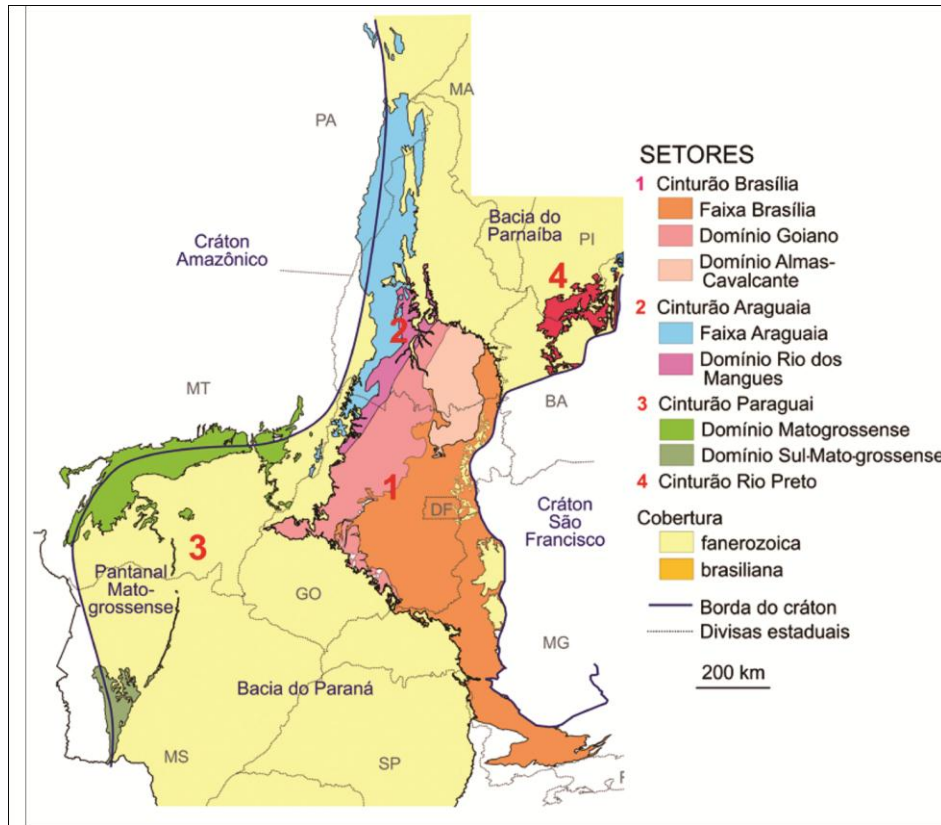 MA
PA
Bacia do
Parnaíba
PI
Cráton
Amazônico
4
2
MT
BA
1
DF
Cráton
São
Francisco
3
Pantanal
Mato-
grossense
GO
MG
Bacia do Paraná
MS
SP
SETORES
1 Cinturão Brasília
Faixa Brasília
Domínio Goiano
Domínio Almas-
Cavalcante
2 Cinturão Araguaia
Faixa Araguaia
Domínio Rio dos
Mangues
3 Cinturão Paraguai
Domínio Matogrossense
Domínio Sul-Mato-grossense
4 Cinturão Rio Preto
Cobertura
fanerozoica
brasiliana
Borda do cráton
Divisas estaduais
200 km